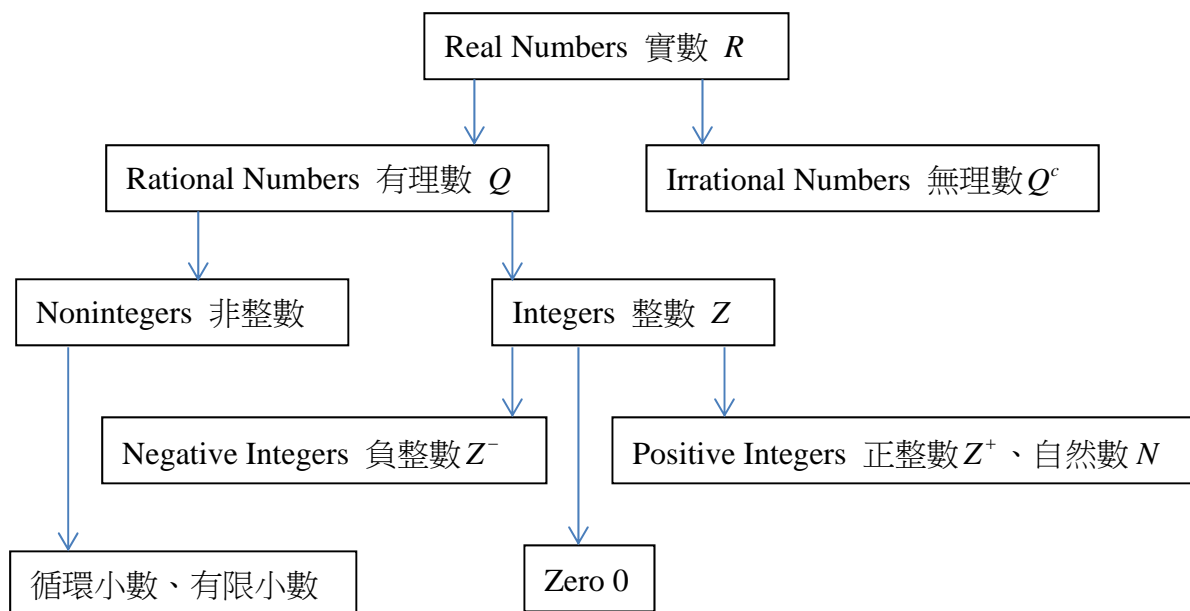 Real Numbers 實數 R
Rational Numbers 有理數 Q
Irrational Numbers 無理數 Qᶜ
Nonintegers 非整數
Integers 整數 Z
Negative Integers 負整數 Z⁻
Positive Integers 正整數 Z⁺、自然數 N
循環小數、有限小數
Zero 0